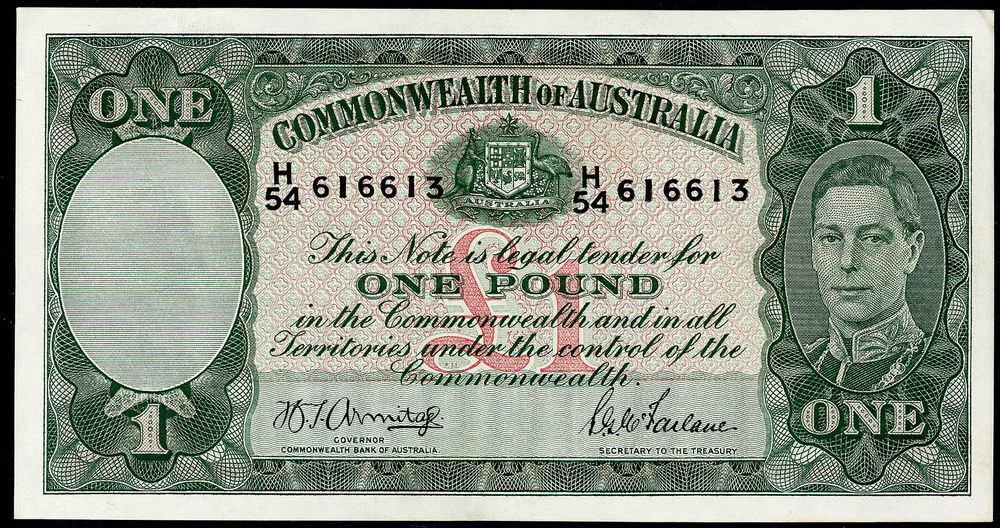 ONE
1
COMMONWEALTH OF AUSTRALIA
H
54 616613
H
54 616613
AUSTRALIA
£1
This Note is legal tender for
ONE POUND
in the Commonwealth and in all
Territories under the control of the
Commonwealth.
H.T. Armitage
S.G. McFarlane
GOVERNOR
COMMONWEALTH BANK OF AUSTRALIA.
SECRETARY TO THE TREASURY
1
ONE